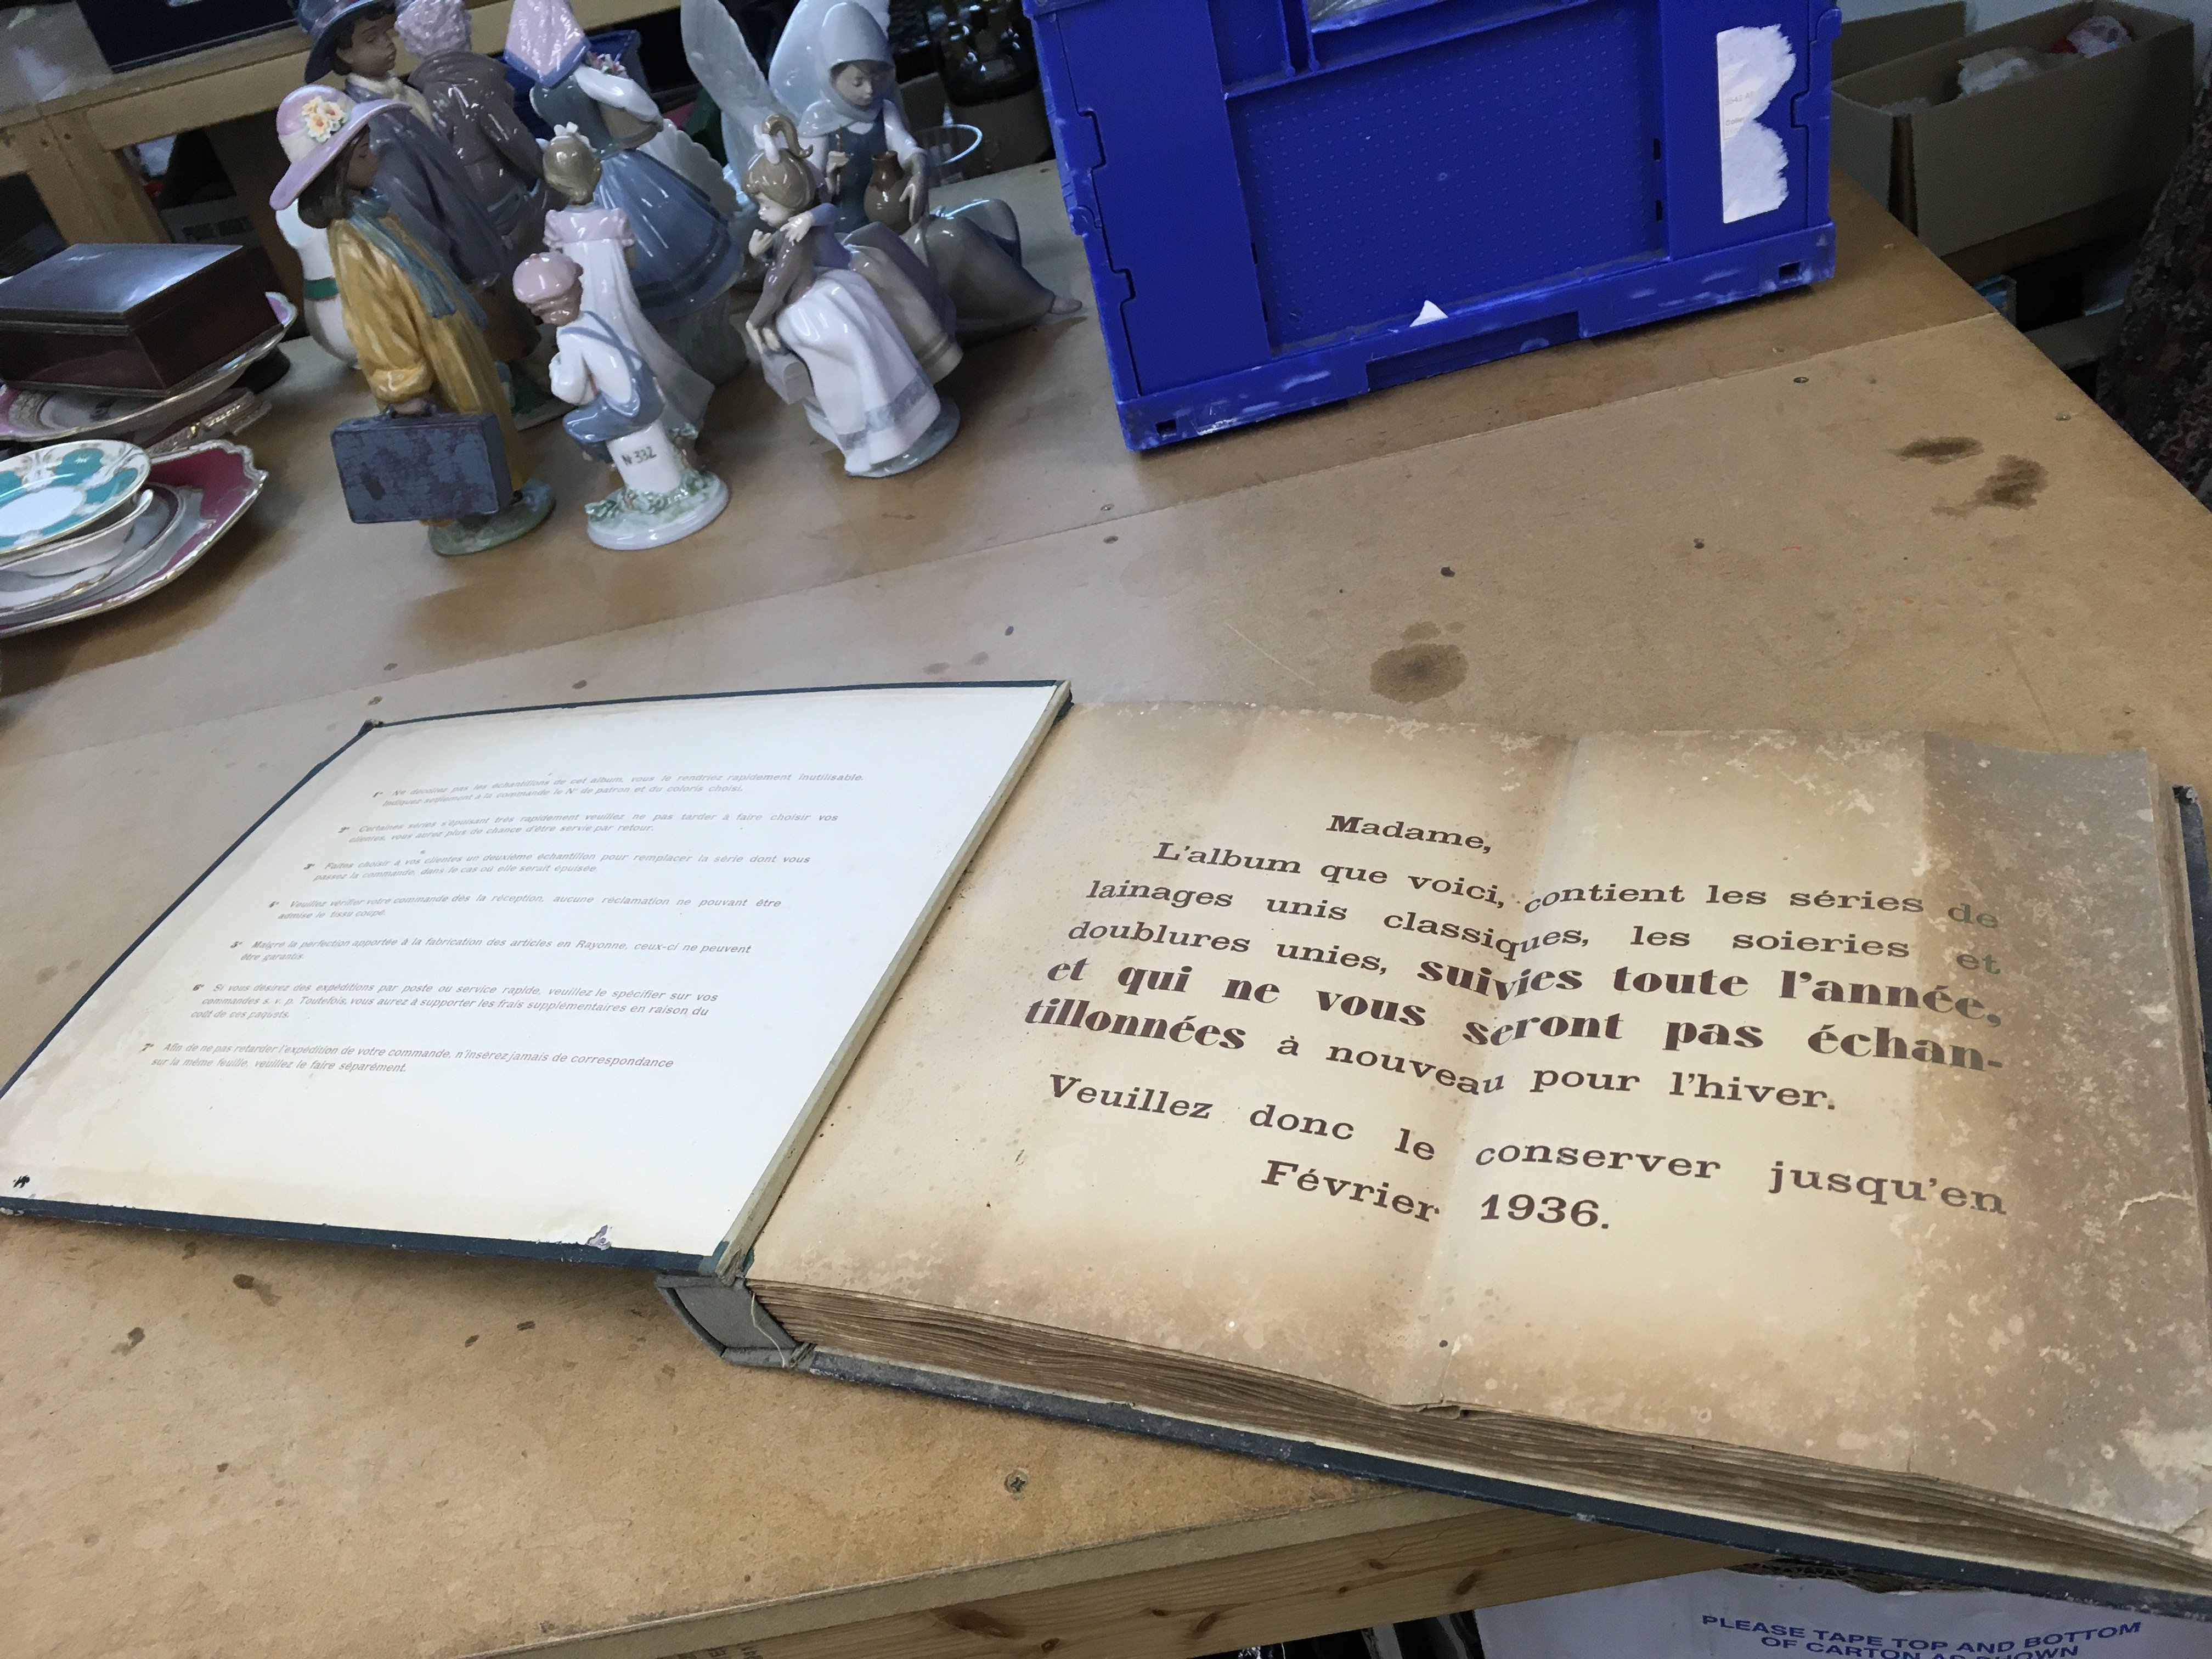 1° Ne décollez pas les échantillons de cet album, vous le rendriez rapidement inutilisable.
Indiquez seulement à la commande le N° de patron et du coloris choisi.
2° Certaines séries s'épuisant très rapidement veuillez ne pas tarder à faire choisir vos
clientes, vous aurez plus de chance d'être servie par retour.
3° Faites choisir à vos clientes un deuxième échantillon pour remplacer la série dont vous
passez la commande, dans le cas où elle serait épuisée.
4° Veuillez vérifier votre commande dès la réception, aucune réclamation ne pouvant être
admise le tissu coupé.
5° Malgré la perfection apportée à la fabrication des articles en Rayonne, ceux-ci ne peuvent
être garantis.
6° Si vous désirez des expéditions par poste ou service rapide, veuillez le spécifier sur vos
commandes s. v. p. Toutefois, vous aurez à supporter les frais supplémentaires en raison du
coût de ces paquets.
7° Afin de ne pas retarder l'expédition de votre commande, n'insérez jamais de correspondance
sur la même feuille, veuillez le faire séparément.
Madame,
L'album que voici, contient les séries de
lainages unis classiques, les soieries et
doublures unies, suivies toute l'année,
et qui ne vous seront pas échan-
tillonnées à nouveau pour l'hiver.
Veuillez donc le conserver jusqu'en
Février 1936.
N 332
PLEASE TAPE TOP AND BOTTOM
OF CARTON AS SHOWN